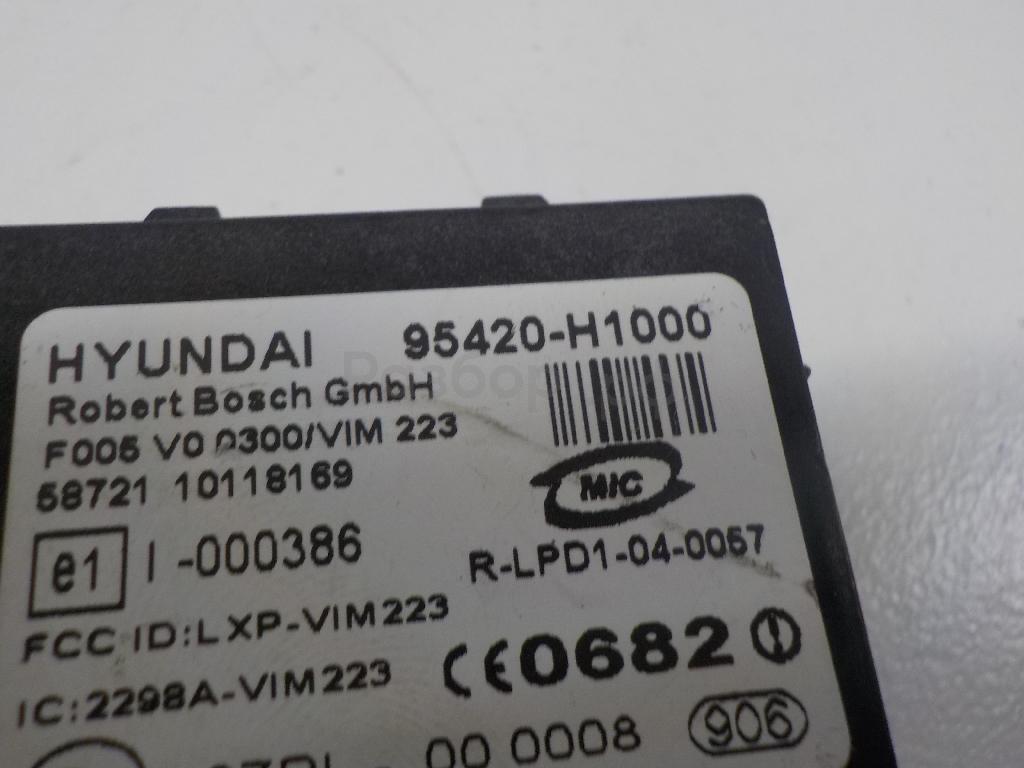 HYUNDAI 95420-H1000
Robert Bosch GmbH
F005 V0 0300/VIM 223
58721 10118169
MIC
e1 I -000386
R-LPD1-04-0057
FCC ID:LXP-VIM223
CE0682
IC:2298A-VIM223
00 0008 906